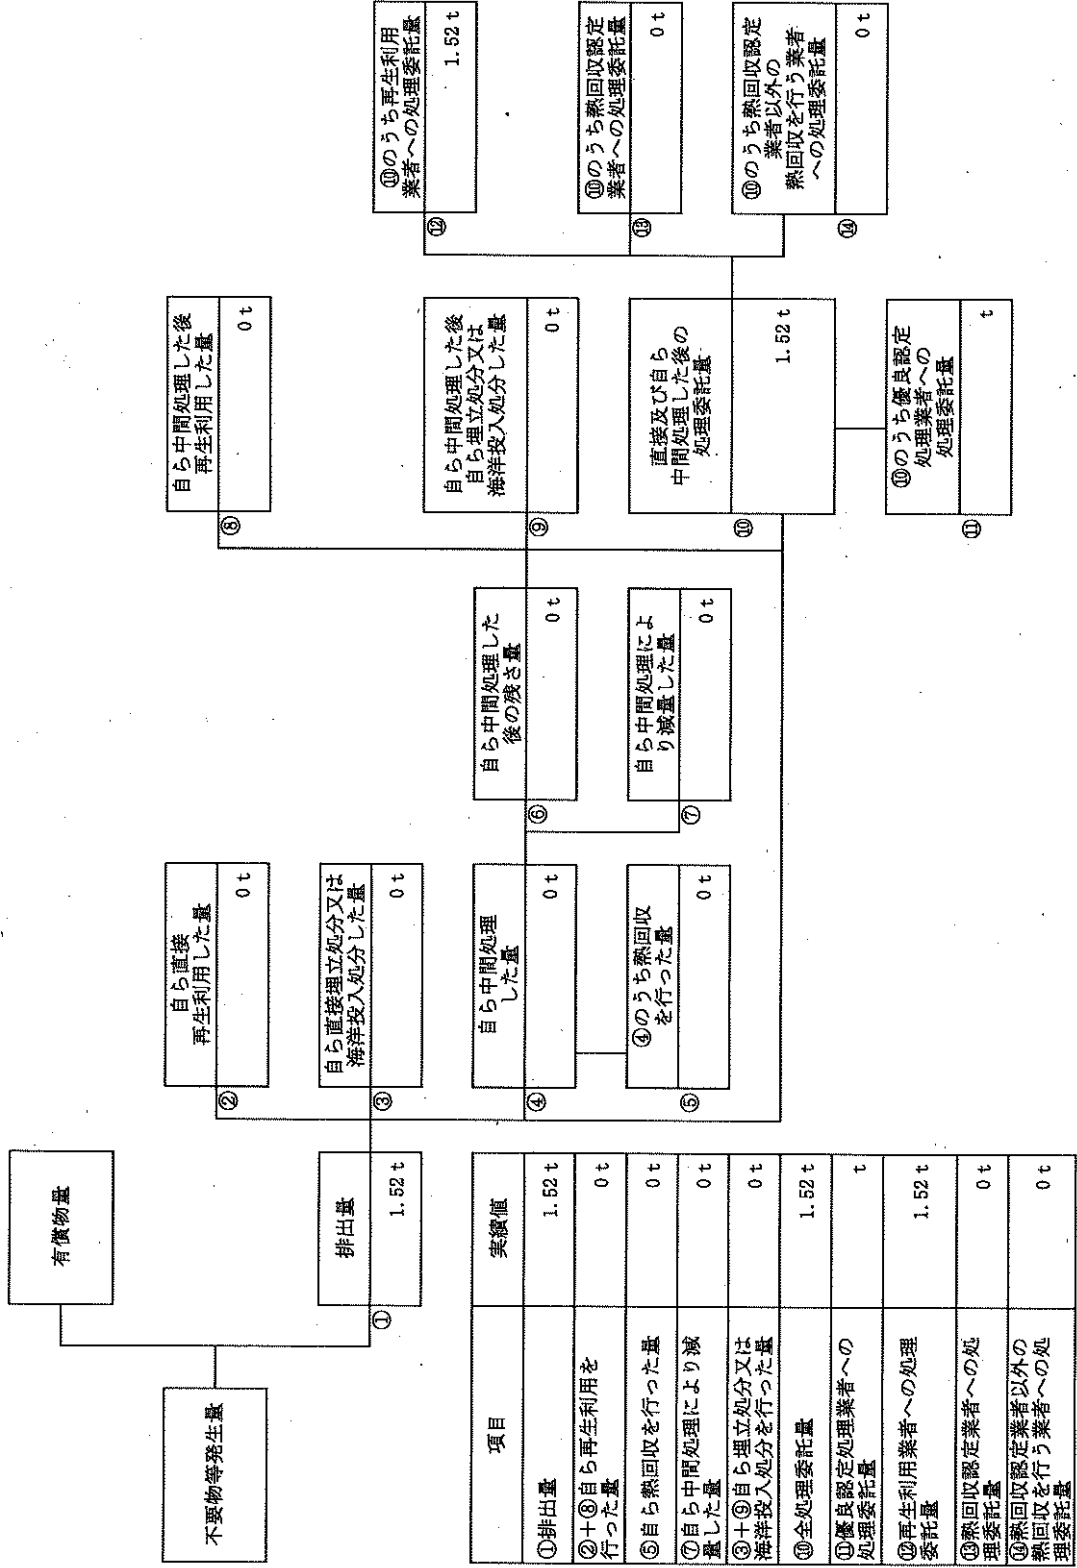 不要物等発生量
有償物量
①
排出量
1.52 t
②
自ら直接
再生利用した量
0 t
③
自ら直接埋立処分又は
海洋投入処分した量
0 t
④
自ら中間処理
した量
0 t
⑤
④のうち熱回収
を行った量
0 t
⑥
自ら中間処理した
後の残さ量
0 t
⑦
自ら中間処理によ
り減量した量
0 t
⑧
自ら中間処理した後
再生利用した量
0 t
⑨
自ら中間処理した後
自ら埋立処分又は
海洋投入処分した量
0 t
⑩
直接及び自ら
中間処理した後の
処理委託量
1.52 t
⑪
⑩のうち優良認定
処理業者への
処理委託量
t
⑫
⑩のうち再生利用
業者への処理委託量
1.52 t
⑬
⑩のうち熱回収認定
業者への処理委託量
0 t
⑭
⑩のうち熱回収認定
業者以外の
熱回収を行う業者
への処理委託量
0 t
項目
実績値
①排出量
1.52 t
②+⑧自ら再生利用を
行った量
0 t
⑤自ら熱回収を行った量
0 t
⑦自ら中間処理により減
量した量
0 t
③+⑨自ら埋立処分又は
海洋投入処分を行った量
0 t
⑩全処理委託量
1.52 t
⑪優良認定処理業者への
処理委託量
t
⑫再生利用業者への処理
委託量
1.52 t
⑬熱回収認定業者への処
理委託量
0 t
⑭熱回収認定業者以外の
熱回収を行う業者への処
理委託量
0 t